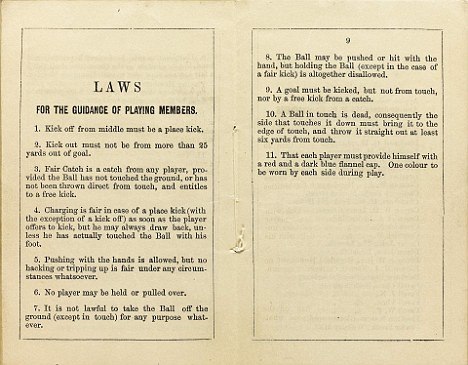 LAWS
FOR THE GUIDANCE OF PLAYING MEMBERS.
1. Kick off from middle must be a place kick.
2. Kick out must not be from more than 25
yards out of goal.
3. Fair Catch is a catch from any player, pro-
vided the Ball has not touched the ground, or has
not been thrown direct from touch, and entitles
to a free kick.
4. Charging is fair in case of a place kick (with
the exception of a kick off) as soon as the player
offers to kick, but he may always draw back, un-
less he has actually touched the Ball with his
foot.
5. Pushing with the hands is allowed, but no
hacking or tripping up is fair under any circum-
stances whatsoever.
6. No player may be held or pulled over.
7. It is not lawful to take the Ball off the
ground (except in touch) for any purpose what-
ever.
9
8. The Ball may be pushed or hit with the
hand, but holding the Ball (except in the case of
a fair kick) is altogether disallowed.
9. A goal must be kicked, but not from touch,
nor by a free kick from a catch.
10. A Ball in touch is dead, consequently the
side that touches it down must bring it to the
edge of touch, and throw it straight out at least
six yards from touch.
11. That each player must provide himself with
a red and a dark blue flannel cap. One colour to
be worn by each side during play.